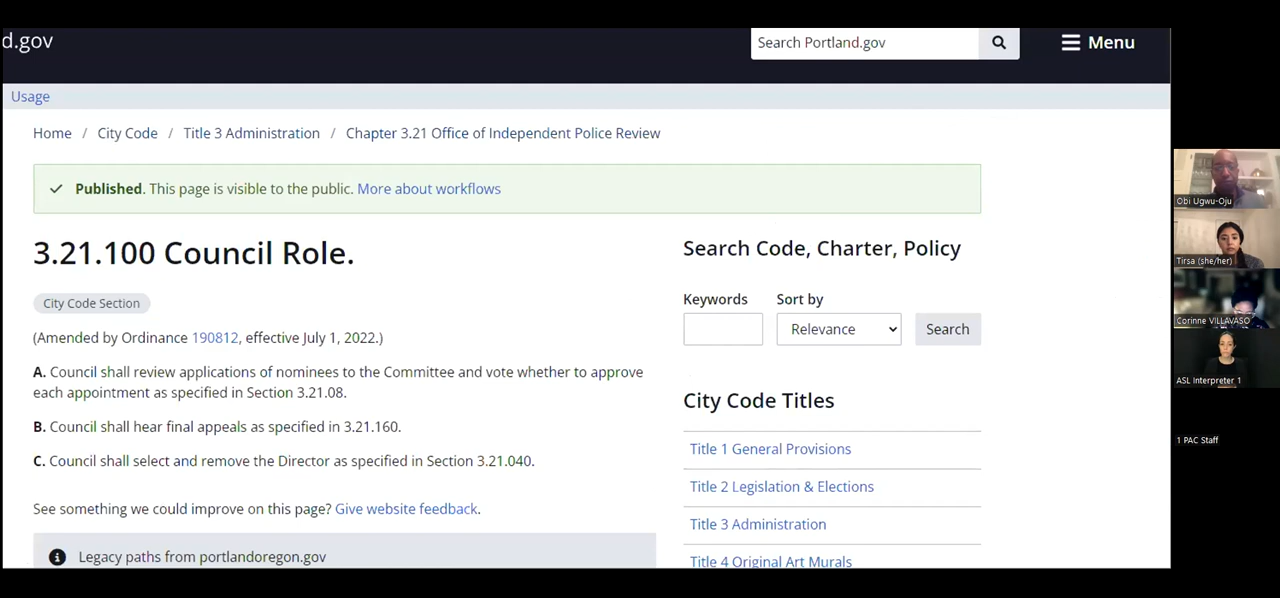 d.gov
Search Portland.gov
Menu
Usage
Home / City Code / Title 3 Administration / Chapter 3.21 Office of Independent Police Review
Published. This page is visible to the public. More about workflows
3.21.100 Council Role.
City Code Section
(Amended by Ordinance 190812, effective July 1, 2022.)
A. Council shall review applications of nominees to the Committee and vote whether to approve
each appointment as specified in Section 3.21.08.
B. Council shall hear final appeals as specified in 3.21.160.
C. Council shall select and remove the Director as specified in Section 3.21.040.
See something we could improve on this page? Give website feedback.
Legacy paths from portlandoregon.gov
Search Code, Charter, Policy
Keywords
Sort by
Relevance
Search
City Code Titles
Title 1 General Provisions
Title 2 Legislation & Elections
Title 3 Administration
Title 4 Original Art Murals
Obi Ugwu-Oju
Tirsa (she/her)
Corinne VILLAVASO
ASL Interpreter 1
1 PAC Staff